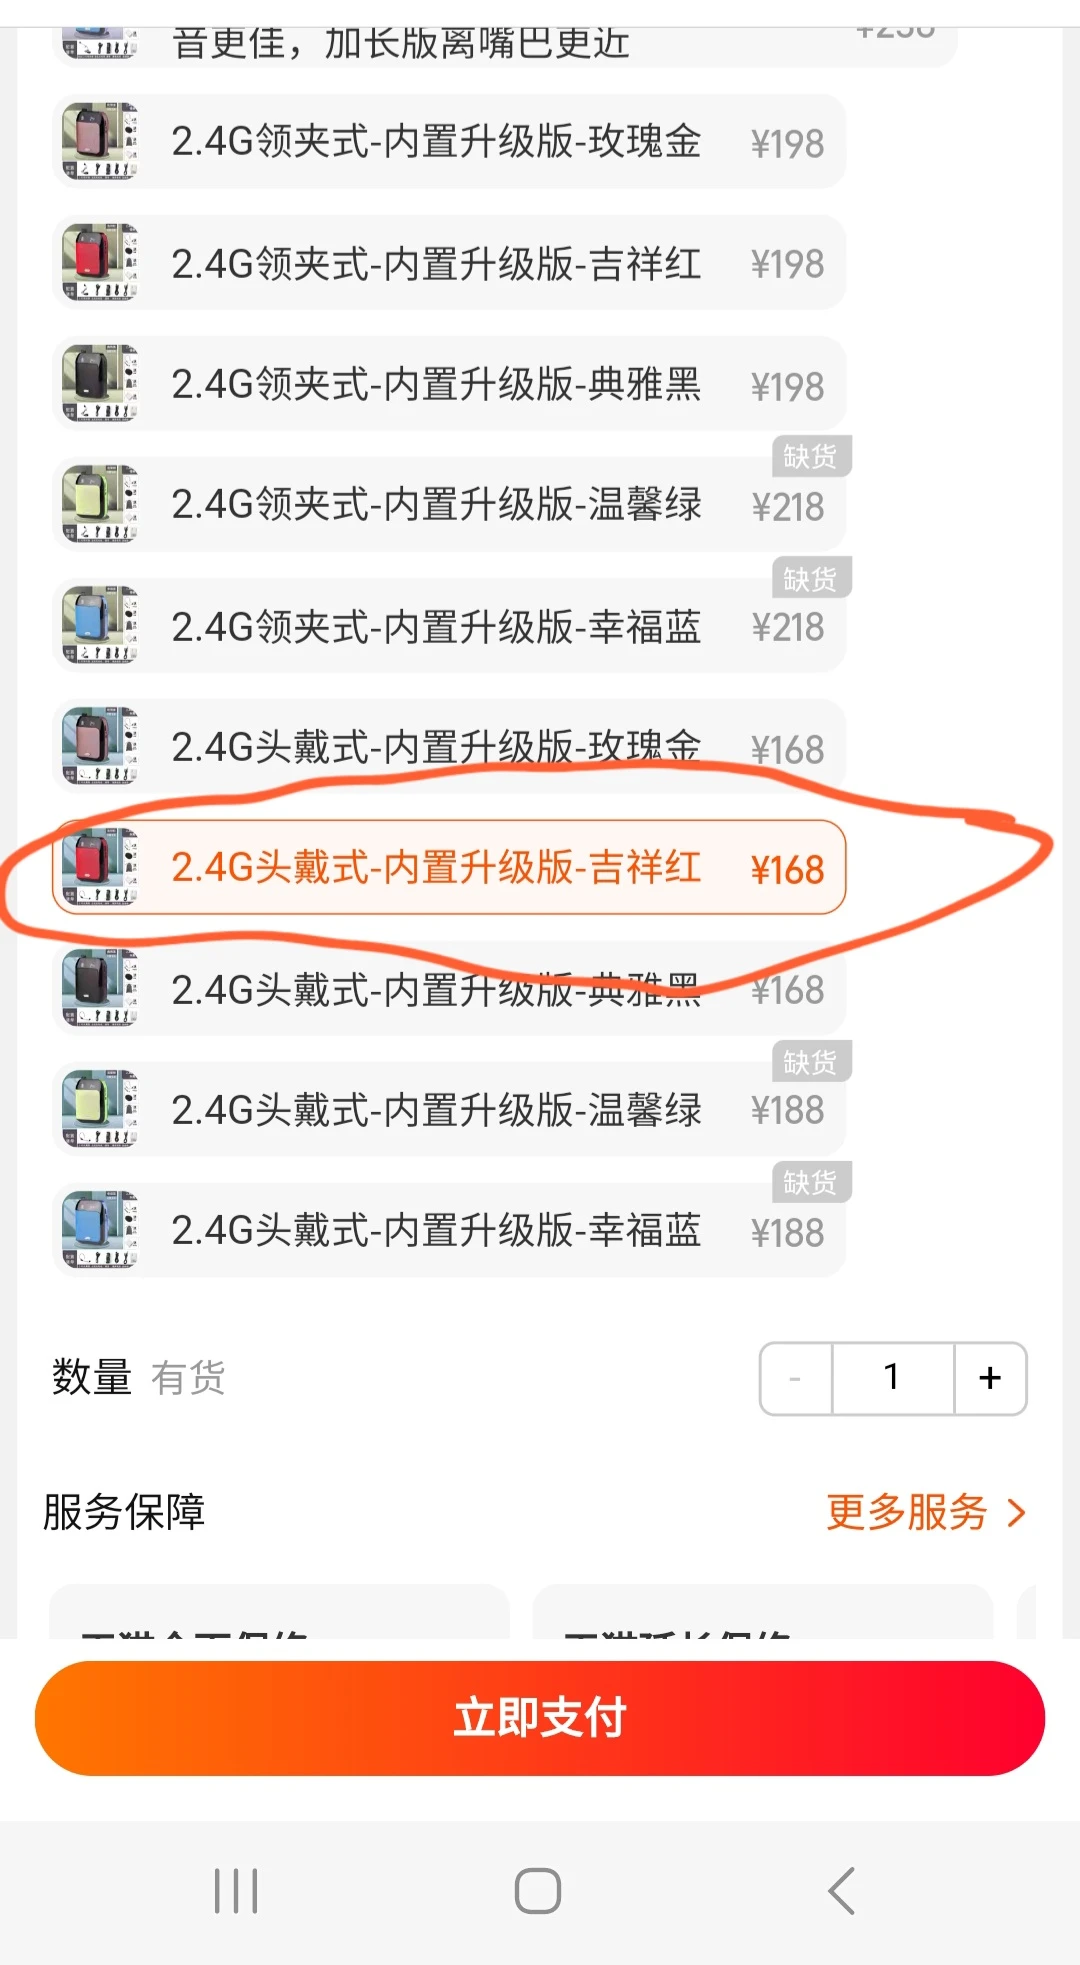 音更佳，加长版离嘴巴更近
2.4G领夹式-内置升级版-玫瑰金 ¥198
2.4G领夹式-内置升级版-吉祥红 ¥198
2.4G领夹式-内置升级版-典雅黑 ¥198
缺货
2.4G领夹式-内置升级版-温馨绿 ¥218
缺货
2.4G领夹式-内置升级版-幸福蓝 ¥218
2.4G头戴式-内置升级版-玫瑰金 ¥168
2.4G头戴式-内置升级版-吉祥红 ¥168
2.4G头戴式-内置升级版-典雅黑 ¥168
缺货
2.4G头戴式-内置升级版-温馨绿 ¥188
缺货
2.4G头戴式-内置升级版-幸福蓝 ¥188
数量 有货 - 1 +
服务保障 更多服务 >
立即支付